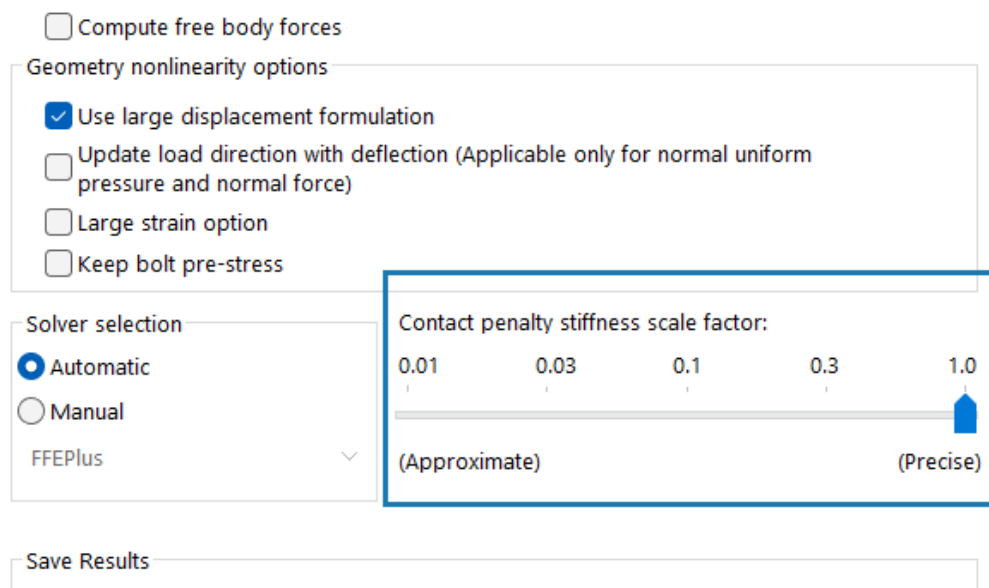 Compute free body forces
Geometry nonlinearity options
Use large displacement formulation
Update load direction with deflection (Applicable only for normal uniform
pressure and normal force)
Large strain option
Keep bolt pre-stress
Solver selection
Automatic
Manual
FFEPlus
Contact penalty stiffness scale factor:
0.01 0.03 0.1 0.3 1.0
(Approximate) (Precise)
Save Results